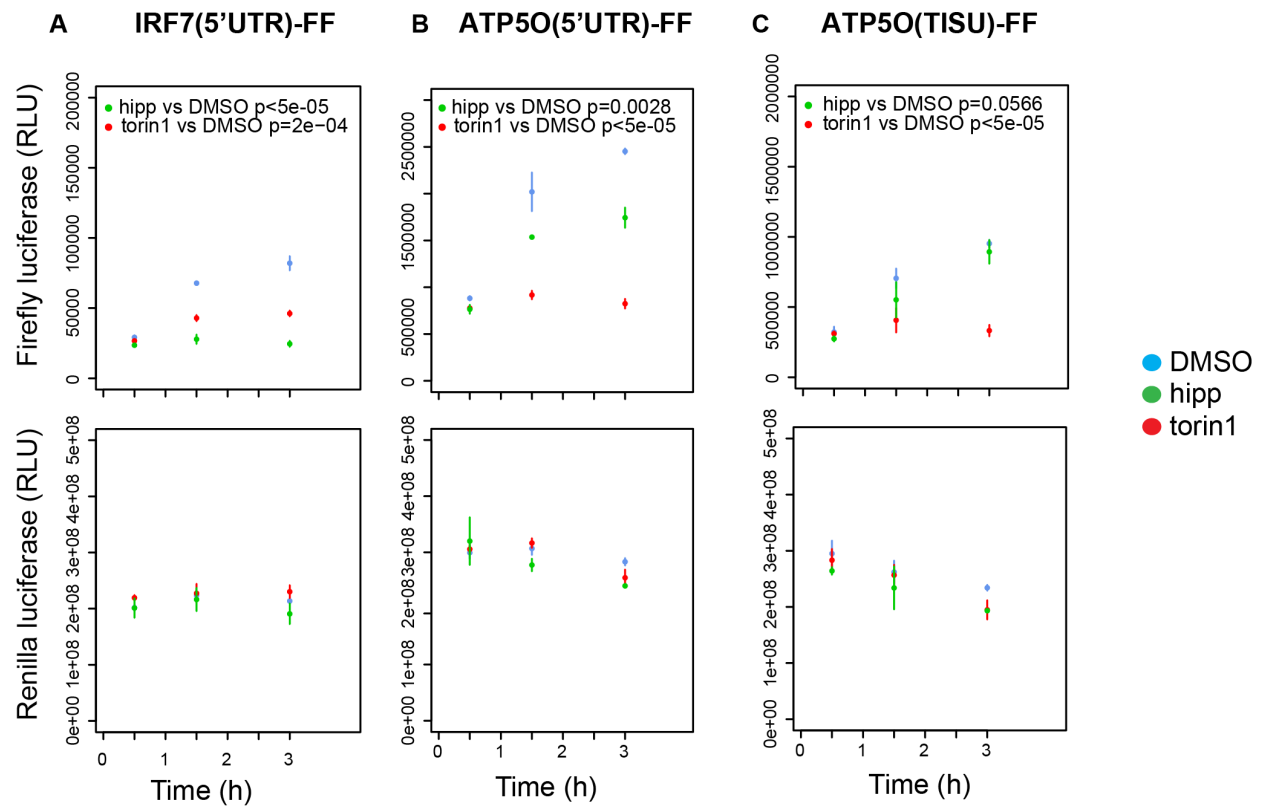 A IRF7(5'UTR)-FF
B ATP5O(5'UTR)-FF
C ATP5O(TISU)-FF
Firefly luciferase (RLU)
200000
150000
100000
50000
0
hipp vs DMSO p<5e-05
torin1 vs DMSO p=2e−04
2500000
1500000
500000
0
hipp vs DMSO p=0.0028
torin1 vs DMSO p<5e-05
2000000
1500000
1000000
500000
0
hipp vs DMSO p=0.0566
torin1 vs DMSO p<5e-05
DMSO
hipp
torin1
Renilla luciferase (RLU)
5e+08
4e+08
3e+08
2e+08
1e+08
0e+00
0 1 2 3
Time (h)
5e+08
4e+08
3e+08
2e+08
1e+08
0e+00
0 1 2 3
Time (h)
5e+08
4e+08
3e+08
2e+08
1e+08
0e+00
0 1 2 3
Time (h)